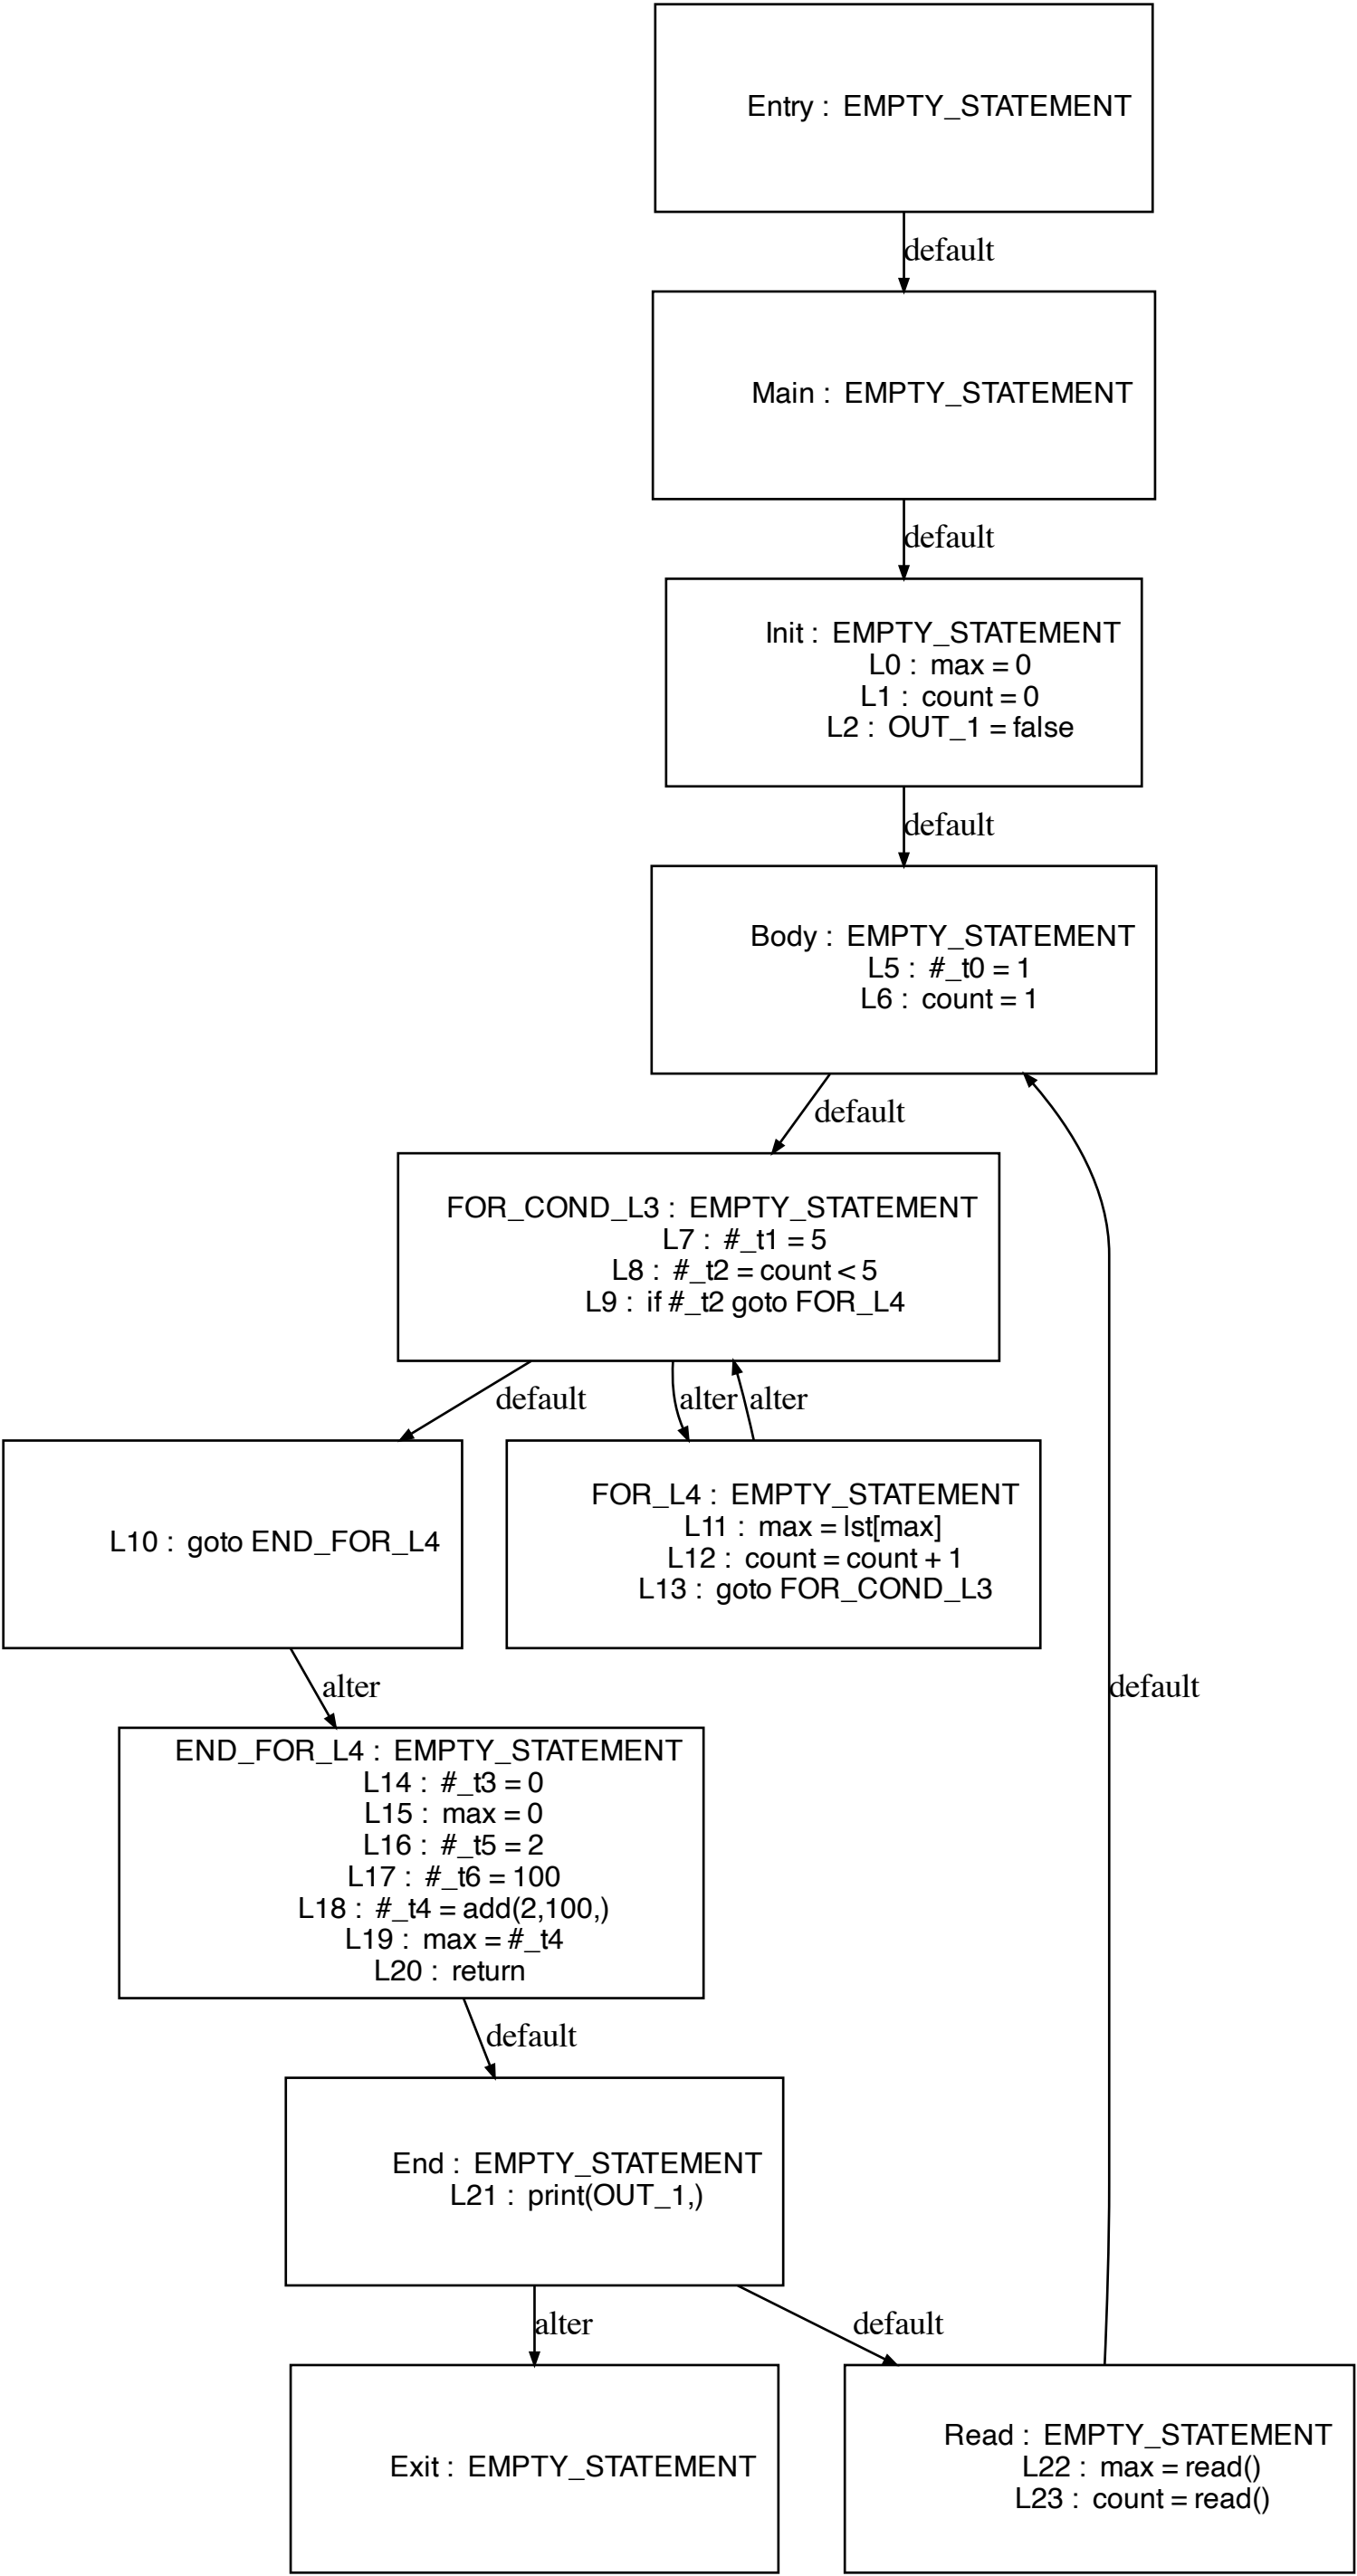 Entry :  EMPTY_STATEMENT
default
Main :  EMPTY_STATEMENT
default
Init :  EMPTY_STATEMENT
L0 :  max = 0
L1 :  count = 0
L2 :  OUT_1 = false
default
Body :  EMPTY_STATEMENT
L5 :  #_t0 = 1
L6 :  count = 1
default
FOR_COND_L3 :  EMPTY_STATEMENT
L7 :  #_t1 = 5
L8 :  #_t2 = count < 5
L9 :  if #_t2 goto FOR_L4
default
alter
alter
L10 :  goto END_FOR_L4
FOR_L4 :  EMPTY_STATEMENT
L11 :  max = lst[max]
L12 :  count = count + 1
L13 :  goto FOR_COND_L3
alter
default
END_FOR_L4 :  EMPTY_STATEMENT
L14 :  #_t3 = 0
L15 :  max = 0
L16 :  #_t5 = 2
L17 :  #_t6 = 100
L18 :  #_t4 = add(2,100,)
L19 :  max = #_t4
L20 :  return
default
End :  EMPTY_STATEMENT
L21 :  print(OUT_1,)
alter
default
Exit :  EMPTY_STATEMENT
Read :  EMPTY_STATEMENT
L22 :  max = read()
L23 :  count = read()